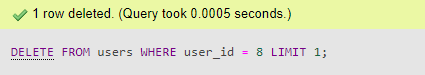 1 row deleted. (Query took 0.0005 seconds.)
DELETE FROM users WHERE user_id = 8 LIMIT 1;